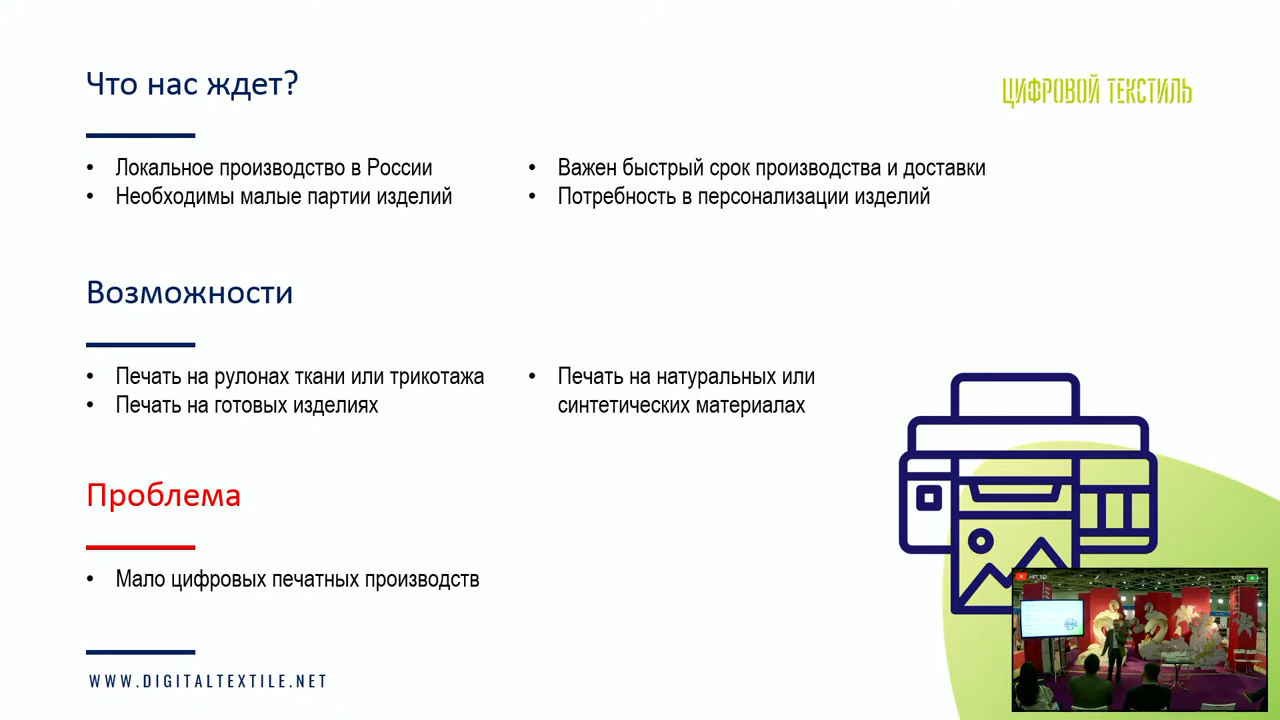 Что нас ждет?
ЦИФРОВОЙ ТЕКСТИЛЬ
• Локальное производство в России
• Необходимы малые партии изделий
• Важен быстрый срок производства и доставки
• Потребность в персонализации изделий
Возможности
• Печать на рулонах ткани или трикотажа
• Печать на готовых изделиях
• Печать на натуральных или
синтетических материалах
Проблема
• Мало цифровых печатных производств
WWW.DIGITALTEXTILE.NET
100%